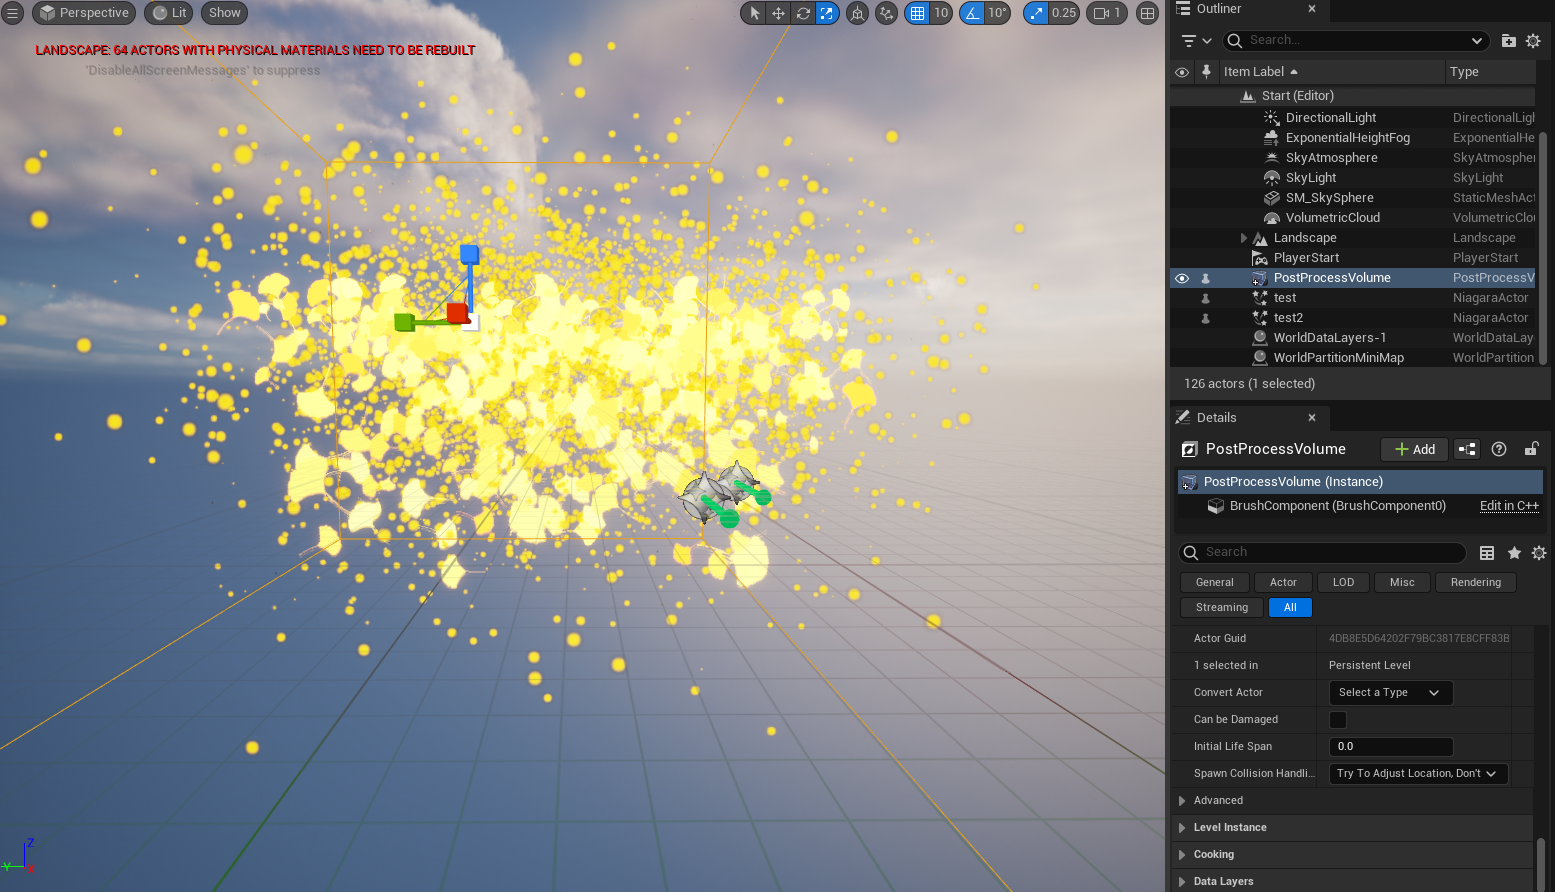 Perspective
Lit
Show
10
10°
0.25
1
LANDSCAPE: 64 ACTORS WITH PHYSICAL MATERIALS NEED TO BE REBUILT
'DisableAllScreenMessages' to suppress
Z
Y
X
Outliner
Search...
Item Label
Type
Start (Editor)
DirectionalLight
DirectionalLigh
ExponentialHeightFog
ExponentialHe
SkyAtmosphere
SkyAtmospher
SkyLight
SkyLight
SM_SkySphere
StaticMeshAct
VolumetricCloud
VolumetricClou
Landscape
Landscape
PlayerStart
PlayerStart
PostProcessVolume
PostProcessV
test
NiagaraActor
test2
NiagaraActor
WorldDataLayers-1
WorldDataLay
WorldPartitionMiniMap
WorldPartition
126 actors (1 selected)
Details
PostProcessVolume
Add
PostProcessVolume (Instance)
BrushComponent (BrushComponent0)
Edit in C++
Search
General
Actor
LOD
Misc
Rendering
Streaming
All
Actor Guid
4DB8E5D64202F79BC3817E8CFF83B
1 selected in
Persistent Level
Convert Actor
Select a Type
Can be Damaged
Initial Life Span
0.0
Spawn Collision Handli...
Try To Adjust Location, Don't
Advanced
Level Instance
Cooking
Data Layers